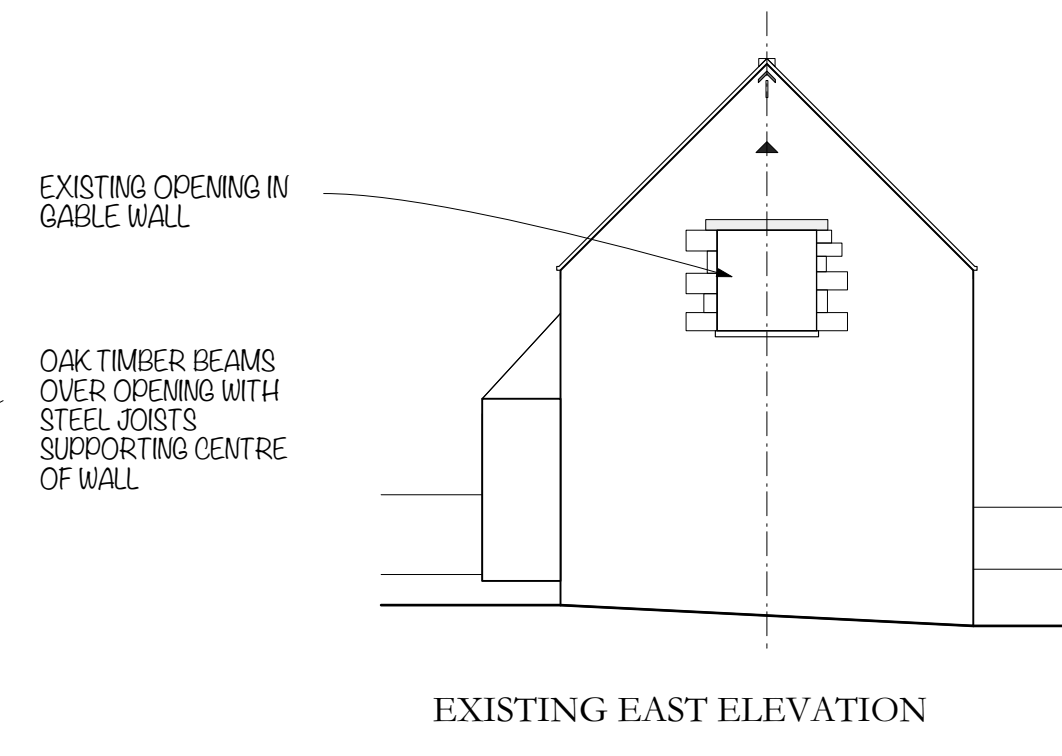 EXISTING OPENING IN
GABLE WALL
OAK TIMBER BEAMS
OVER OPENING WITH
STEEL JOISTS
SUPPORTING CENTRE
OF WALL
EXISTING EAST ELEVATION